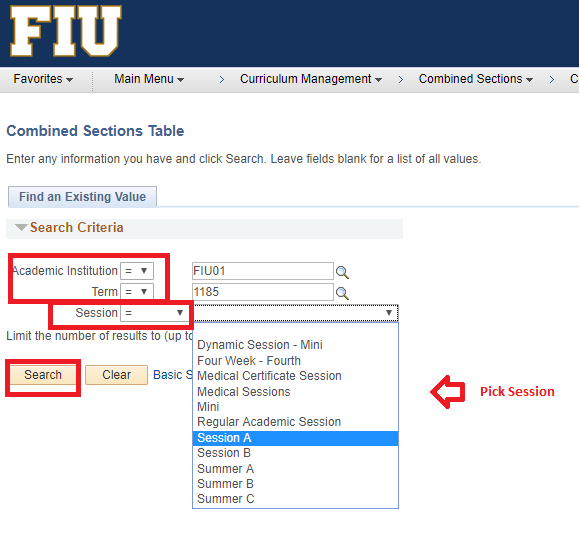 FIU
Favorites Main Menu > Curriculum Management > Combined Sections > C
Combined Sections Table
Enter any information you have and click Search. Leave fields blank for a list of all values.
Find an Existing Value
Search Criteria
Academic Institution = FIU01
Term = 1185
Session =
Limit the number of results to (up to
Dynamic Session - Mini
Four Week - Fourth
Medical Certificate Session
Medical Sessions
Mini
Regular Academic Session
Session A
Session B
Summer A
Summer B
Summer C
Search Clear Basic S
Pick Session